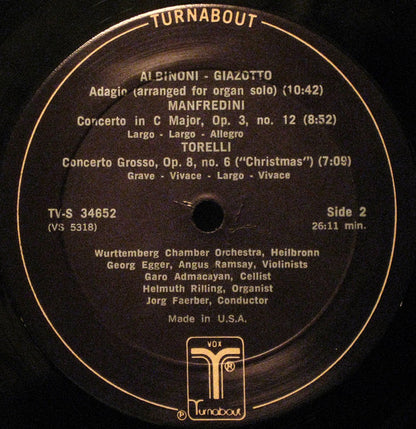 TURNABOUT
ALBINONI - GIAZOTTO
Adagio (arranged for organ solo) (10:42)
MANFREDINI
Concerto in C Major, Op. 3, no. 12 (8:52)
Largo - Largo - Allegro
TORELLI
Concerto Grosso, Op. 8, no. 6 ("Christmas") (7:09)
Grave - Vivace - Largo - Vivace
TV-S 34652
Side 2
(VS 5318)
26:11 min.
Wurttemberg Chamber Orchestra, Heilbronn
Georg Egger, Angus Ramsay, Violinists
Garo Admacayan, Cellist
Helmuth Rilling, Organist
Jorg Faerber, Conductor
Made in U.S.A.
VOX
®
℗ Turnabout